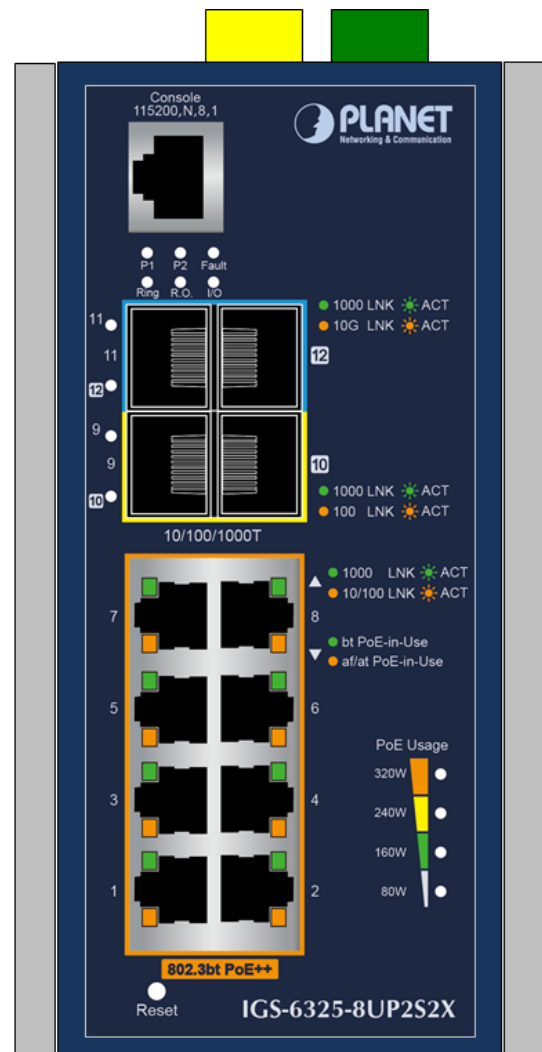 Console
115200,N,8,1
PLANET
Networking & Communication
P1 P2 Fault
Ring R.O. I/O
11
11
12
9
9
10
12
10
1000 LNK ACT
10G LNK ACT
1000 LNK ACT
100 LNK ACT
10/100/1000T
1000 LNK ACT
10/100 LNK ACT
bt PoE-in-Use
af/at PoE-in-Use
7 8
5 6
3 4
1 2
PoE Usage
320W
240W
160W
80W
802.3bt PoE++
Reset
IGS-6325-8UP2S2X